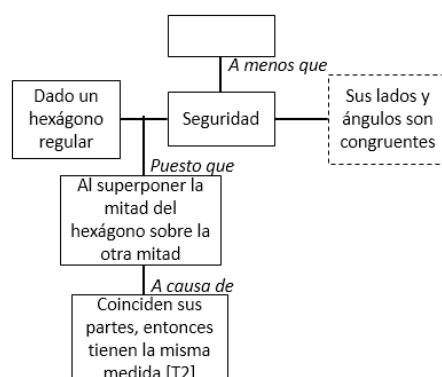 A menos que
Dado un
hexágono
regular
Seguridad
Sus lados y
ángulos son
congruentes
Puesto que
Al superponer la
mitad del
hexágono sobre la
otra mitad
A causa de
Coinciden sus
partes, entonces
tienen la misma
medida [T2]